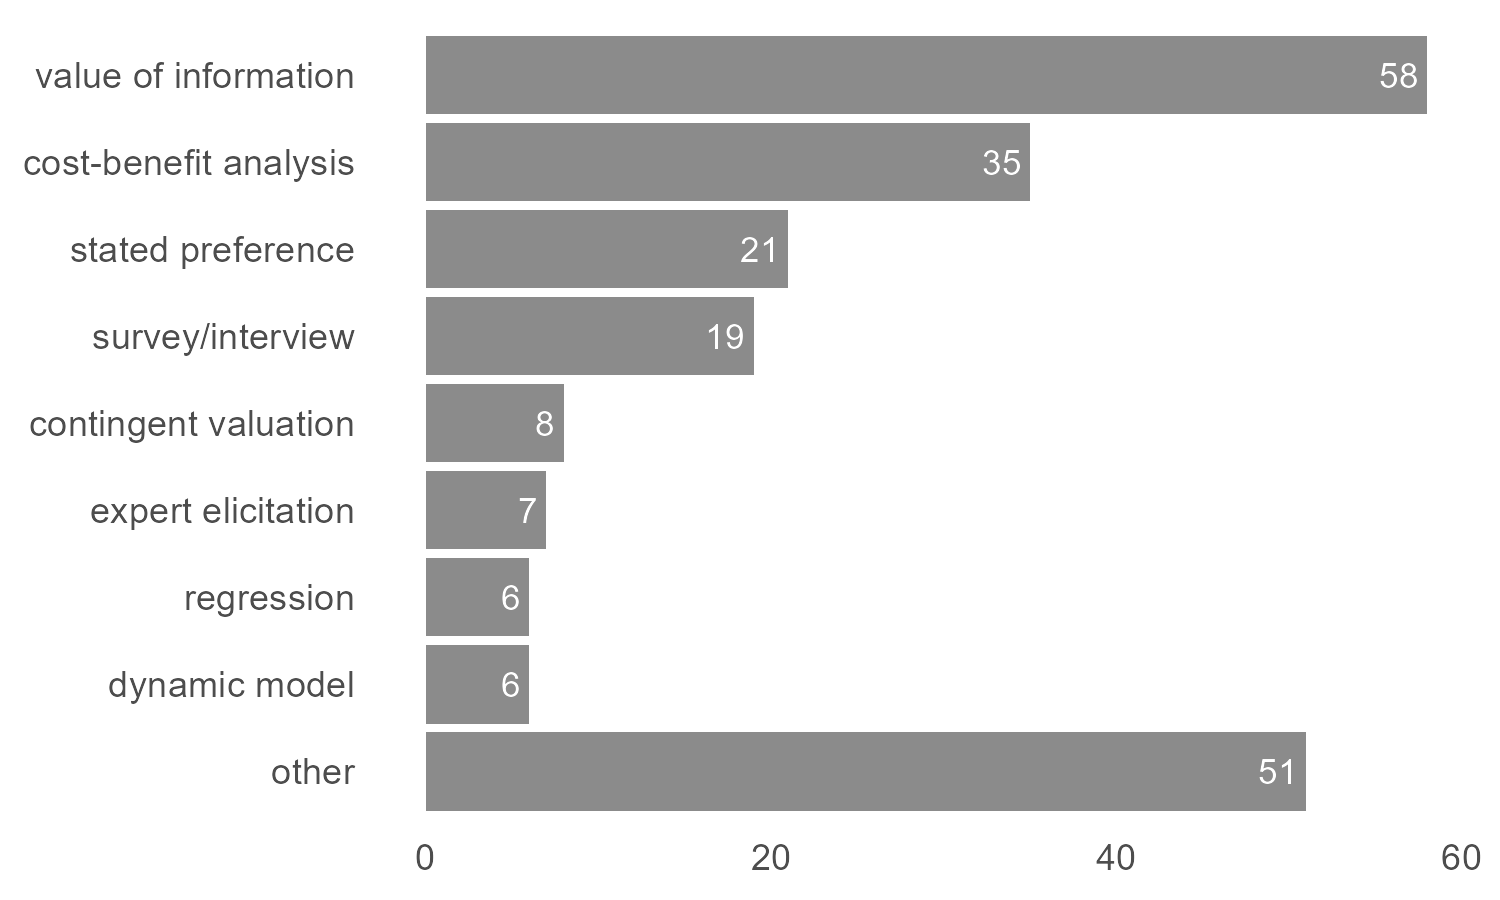 value of information 58
cost-benefit analysis 35
stated preference 21
survey/interview 19
contingent valuation 8
expert elicitation 7
regression 6
dynamic model 6
other 51
0 20 40 60